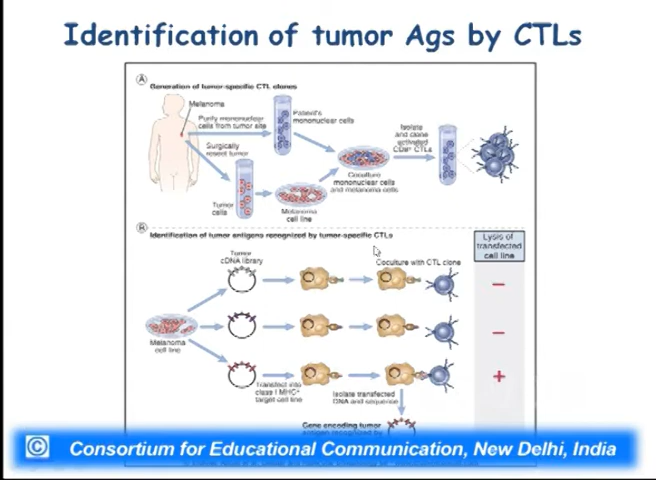 Identification of tumor Ags by CTLs
A
Generation of tumor-specific CTL clones
Melanoma
Purify mononuclear
cells from tumor site
Patient's
mononuclear cells
Surgically
resect tumor
Isolate
and clone
activated
CD8+ CTLs
Coculture
mononuclear cells
and melanoma cells
Tumor
cells
Melanoma
cell line
B
Identification of tumor antigens recognized by tumor-specific CTLs
Lysis of
transfected
cell line
Tumor
cDNA library
Coculture with CTL clone
−
−
Melanoma
cell line
+
Transfect into
class I MHC+
target cell line
Isolate transfected
DNA and sequence
Gene encoding tumor
antigen recognized by
© Consortium for Educational Communication, New Delhi, India